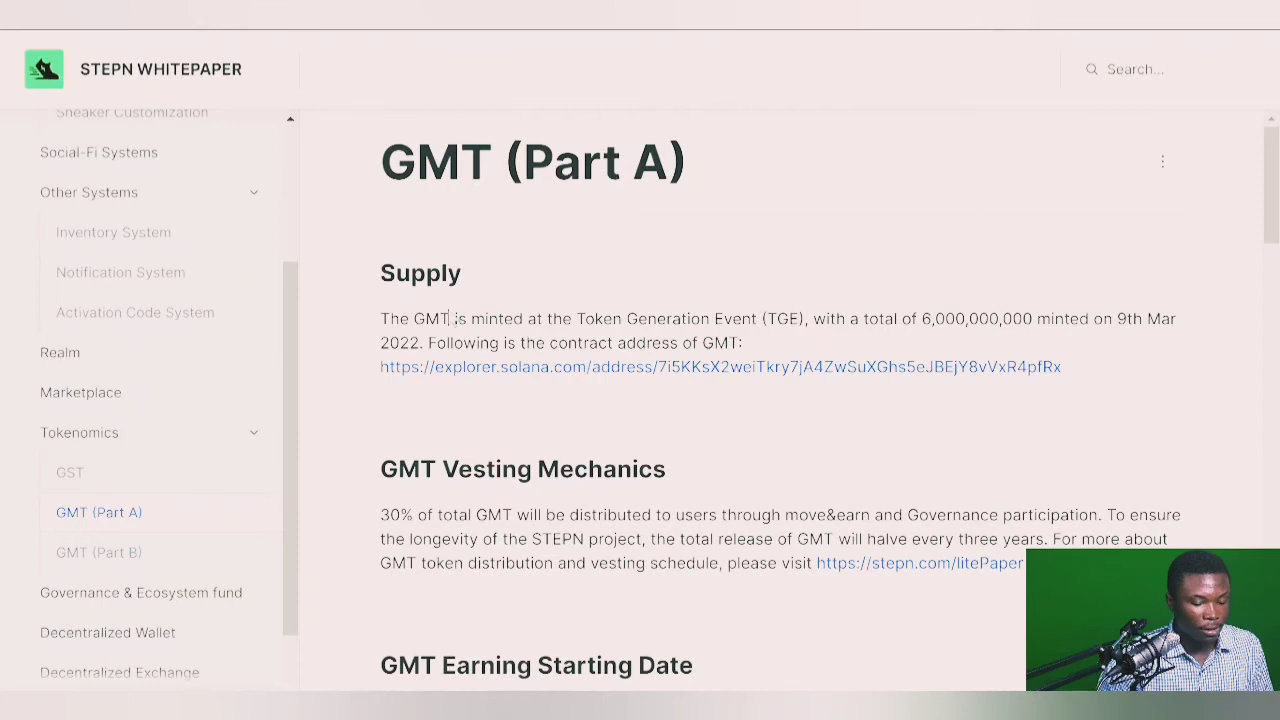 STEPN WHITEPAPER
Search...
Sneaker Customization
Social-Fi Systems
Other Systems
Inventory System
Notification System
Activation Code System
Realm
Marketplace
Tokenomics
GST
GMT (Part A)
GMT (Part B)
Governance & Ecosystem fund
Decentralized Wallet
Decentralized Exchange
GMT (Part A)
Supply
The GMT is minted at the Token Generation Event (TGE), with a total of 6,000,000,000 minted on 9th Mar
2022. Following is the contract address of GMT:
https://explorer.solana.com/address/7i5KKsX2weiTkry7jA4ZwSuXGhs5eJBEjY8vVxR4pfRx
GMT Vesting Mechanics
30% of total GMT will be distributed to users through move&earn and Governance participation. To ensure
the longevity of the STEPN project, the total release of GMT will halve every three years. For more about
GMT token distribution and vesting schedule, please visit https://stepn.com/litePaper
GMT Earning Starting Date